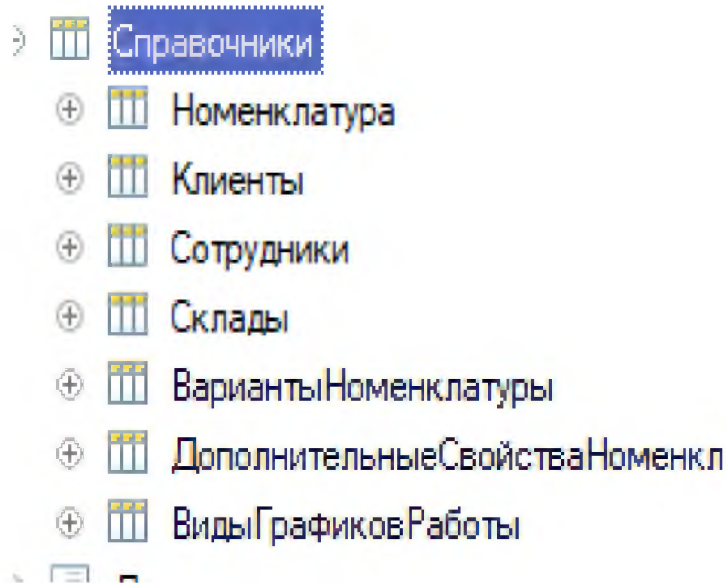 Справочники
Номенклатура
Клиенты
Сотрудники
Склады
ВариантыНоменклатуры
ДополнительныеСвойстваНоменкл
ВидыГрафиковРаботы